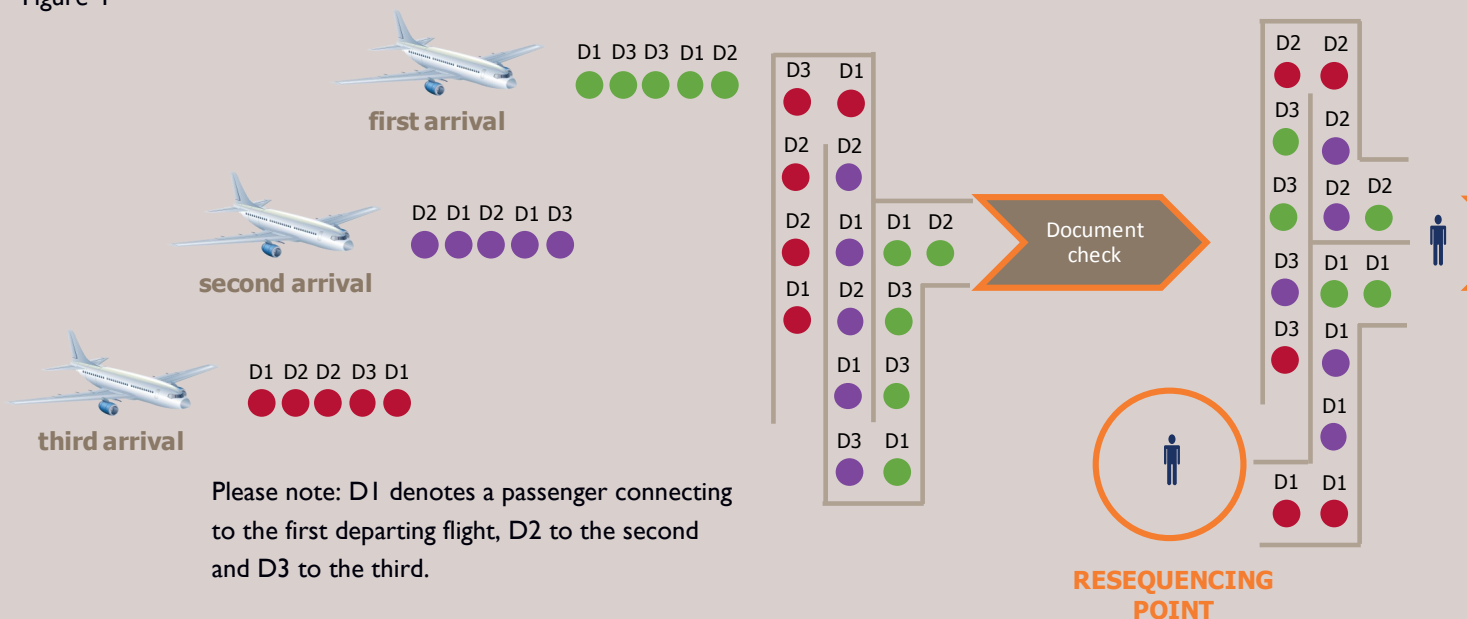 D1 D3 D3 D1 D2
first arrival
D2 D1 D2 D1 D3
second arrival
D1 D2 D2 D3 D1
third arrival
Please note: D1 denotes a passenger connecting
to the first departing flight, D2 to the second
and D3 to the third.
D3 D1
D2 D2
D2 D1 D1 D2
D1 D2 D3
D1 D3
D3 D1
Document
check
D2 D2
D3 D2
D3 D2 D2
D3 D1 D1
D3 D1
D1
D1 D1
RESEQUENCING
POINT